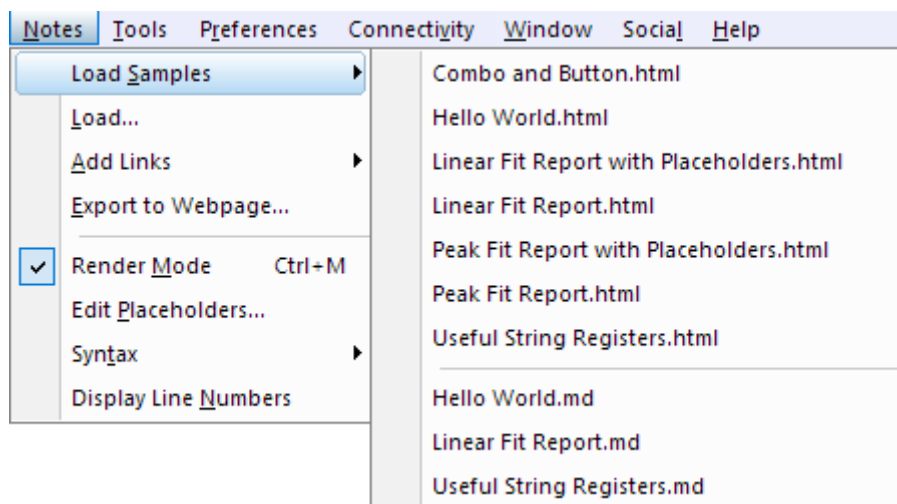 Notes Tools Preferences Connectivity Window Social Help
Load Samples
Load...
Add Links
Export to Webpage...
Render Mode Ctrl+M
Edit Placeholders...
Syntax
Display Line Numbers
Combo and Button.html
Hello World.html
Linear Fit Report with Placeholders.html
Linear Fit Report.html
Peak Fit Report with Placeholders.html
Peak Fit Report.html
Useful String Registers.html
Hello World.md
Linear Fit Report.md
Useful String Registers.md